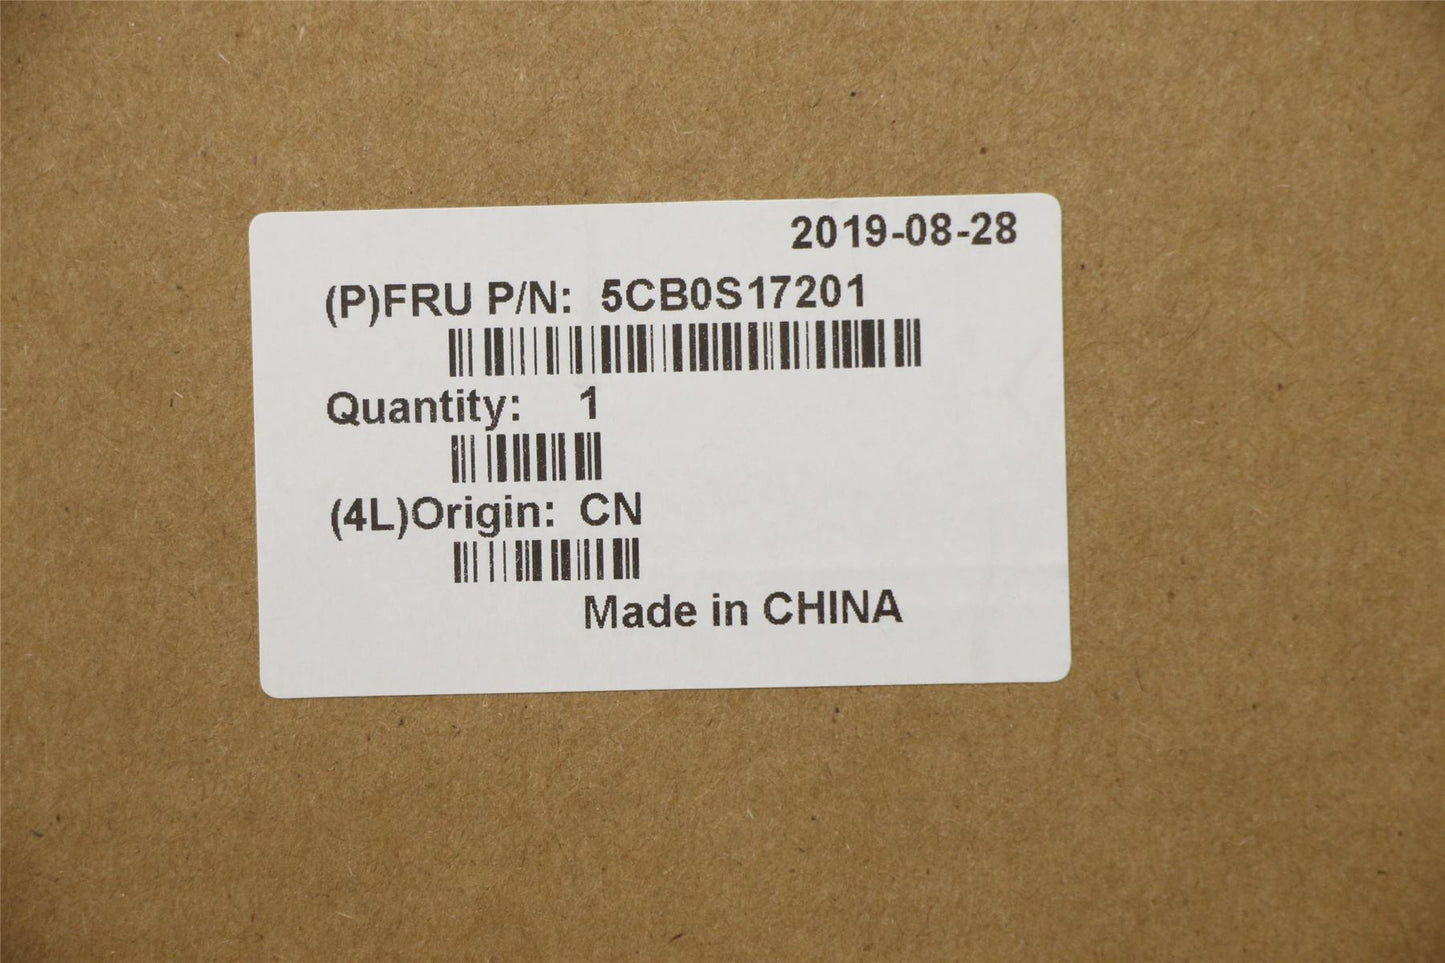 2019-08-28
(P)FRU P/N: 5CB0S17201
Quantity: 1
(4L)Origin: CN
Made in CHINA